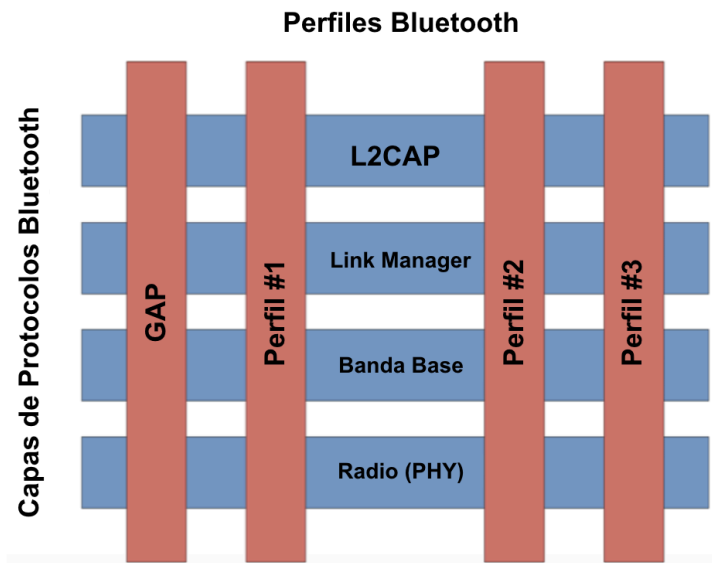 Perfiles Bluetooth
Capas de Protocolos Bluetooth
L2CAP
Link Manager
Banda Base
Radio (PHY)
GAP
Perfil #1
Perfil #2
Perfil #3